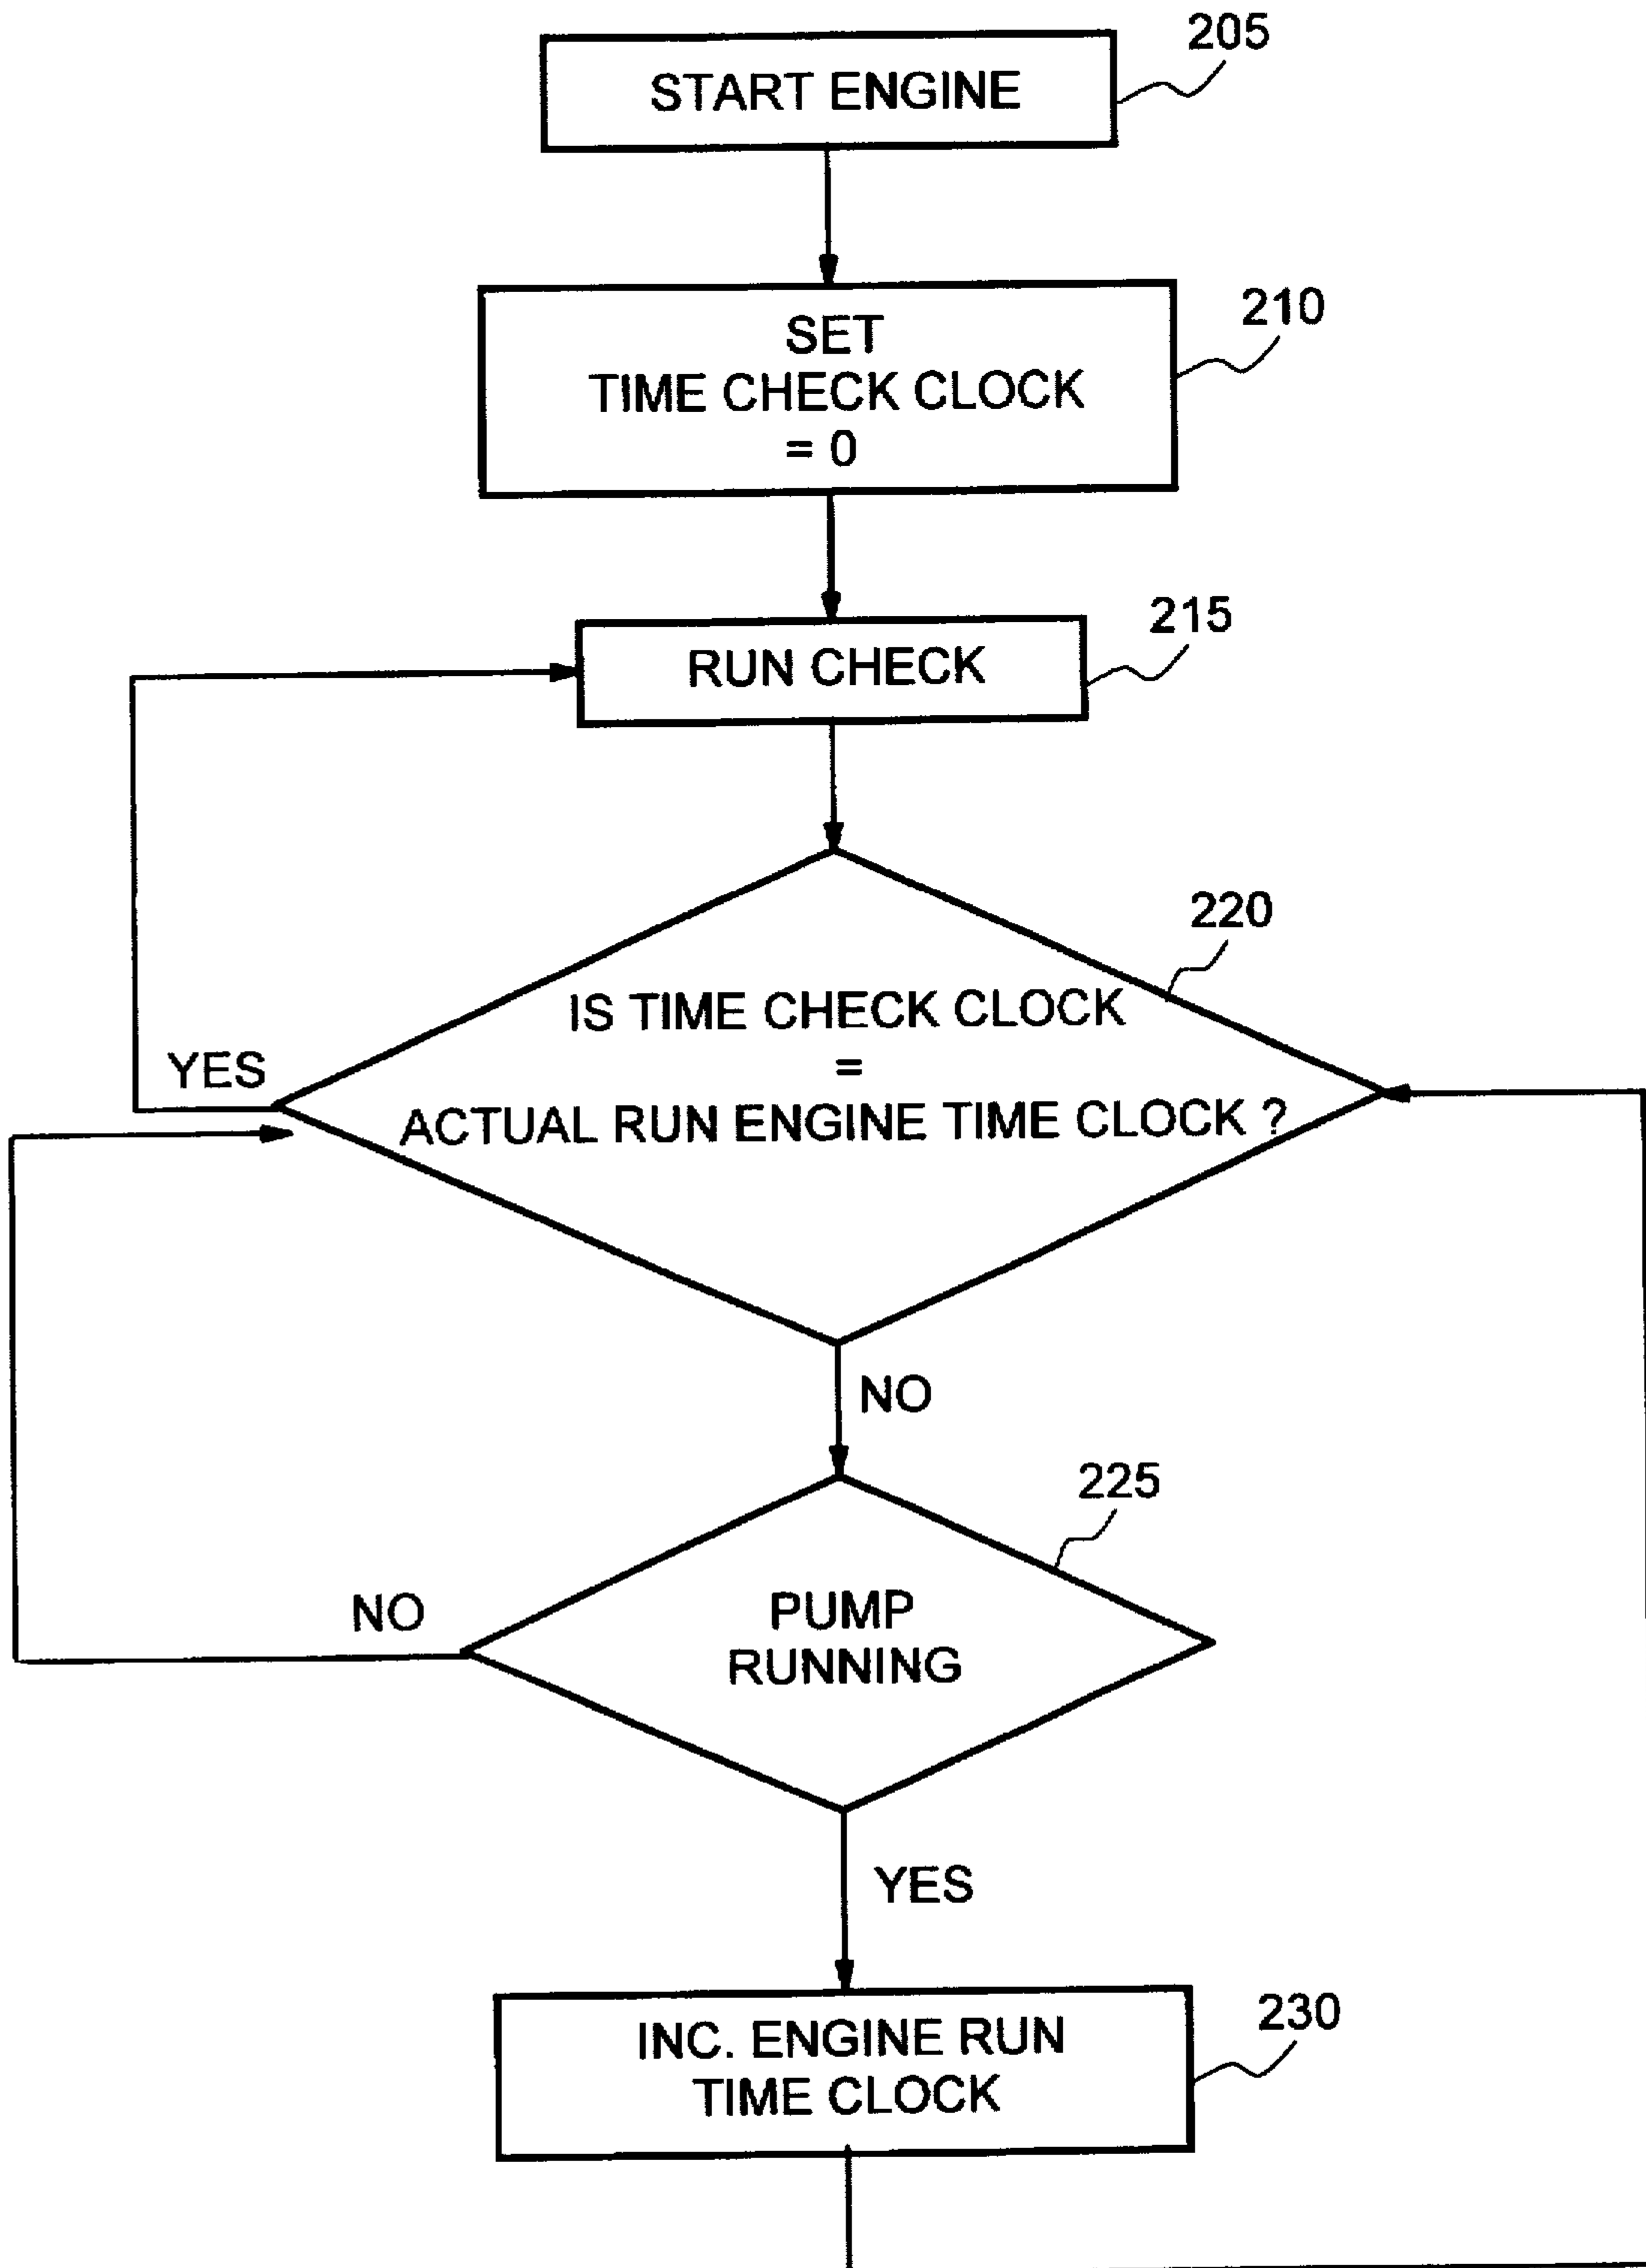 205
START ENGINE
210
SET
TIME CHECK CLOCK
= 0
215
RUN CHECK
220
IS TIME CHECK CLOCK
=
ACTUAL RUN ENGINE TIME CLOCK ?
YES
NO
225
PUMP
RUNNING
NO
YES
230
INC. ENGINE RUN
TIME CLOCK